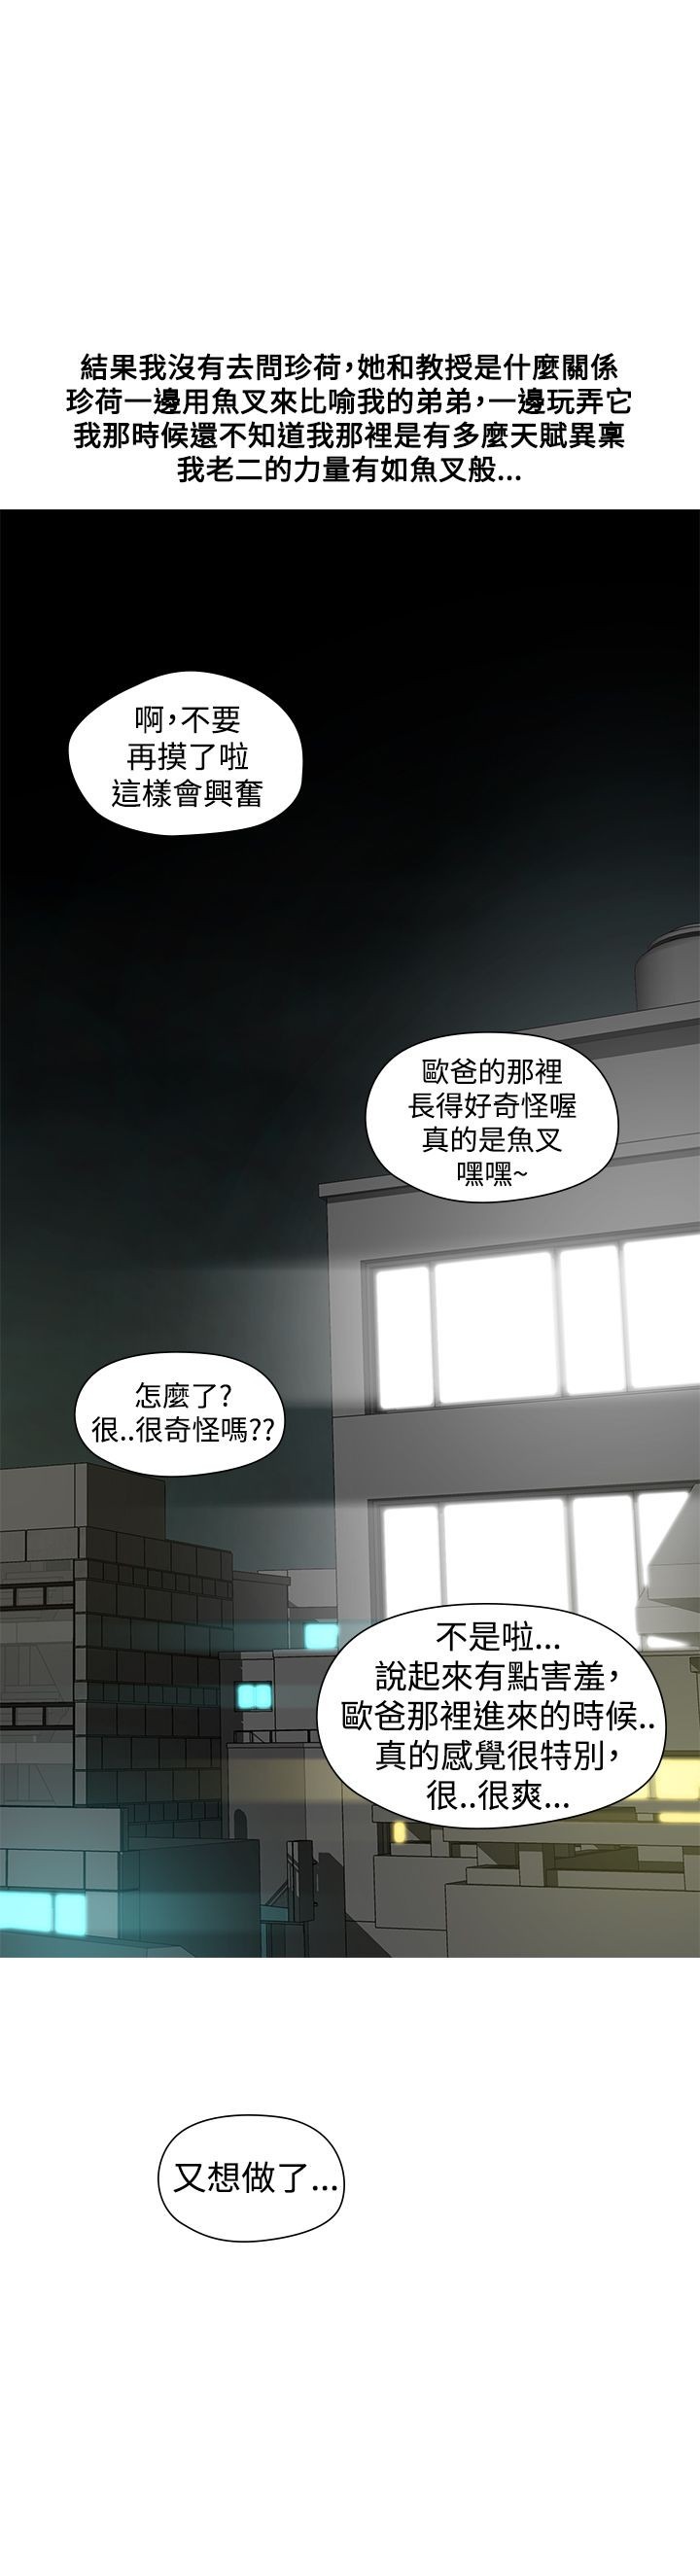 結果我沒有去問珍荷，她和教授是什麼關係
珍荷一邊用魚叉來比喻我的弟弟，一邊玩弄它
我那時候還不知道我那裡是有多麼天賦異稟
我老二的力量有如魚叉般...
啊，不要
再摸了啦
這樣會興奮
歐爸的那裡
長得好奇怪喔
真的是魚叉
嘿嘿~
怎麼了?
很..很奇怪嗎??
不是啦...
說起來有點害羞，
歐爸那裡進來的時候..
真的感覺很特別，
很..很爽...
又想做了...